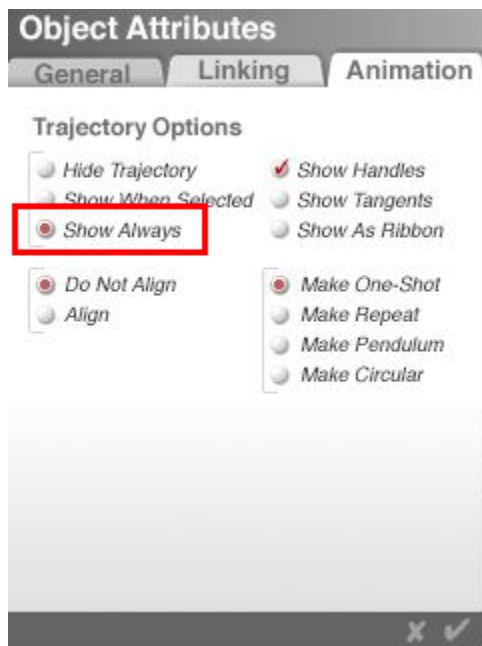 Object Attributes
General Linking Animation
Trajectory Options
Hide Trajectory Show Handles
Show When Selected Show Tangents
Show Always Show As Ribbon
Do Not Align Make One-Shot
Align Make Repeat
Make Pendulum
Make Circular